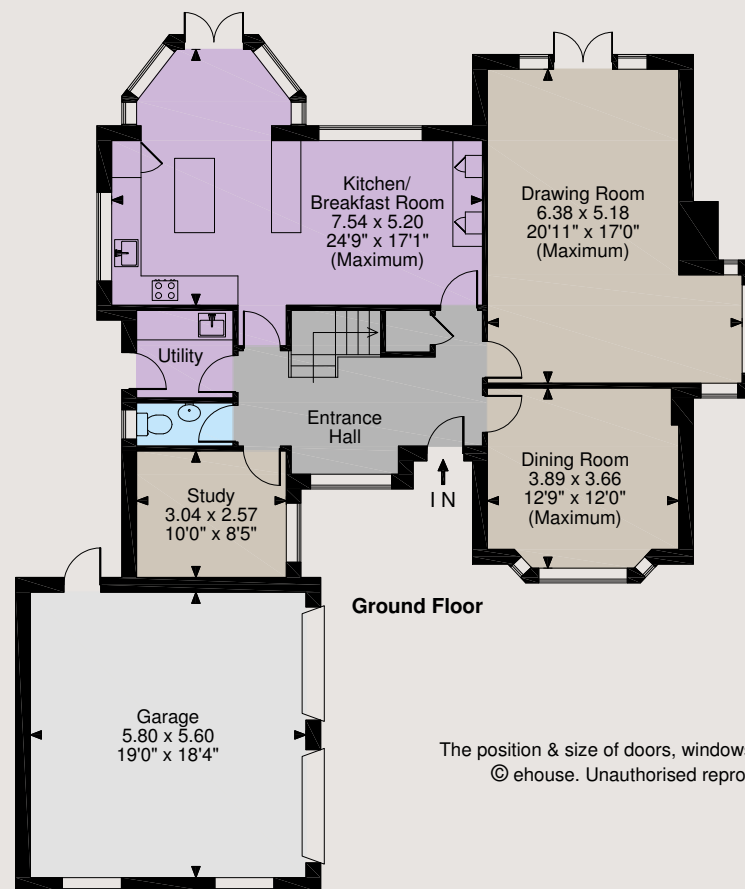 Kitchen/
Breakfast Room
7.54 x 5.20
24'9" x 17'1"
(Maximum)
Drawing Room
6.38 x 5.18
20'11" x 17'0"
(Maximum)
Utility
Entrance
Hall
IN
Dining Room
3.89 x 3.66
12'9" x 12'0"
(Maximum)
Study
3.04 x 2.57
10'0" x 8'5"
Ground Floor
Garage
5.80 x 5.60
19'0" x 18'4"
The position & size of doors, windows
© ehouse. Unauthorised repro